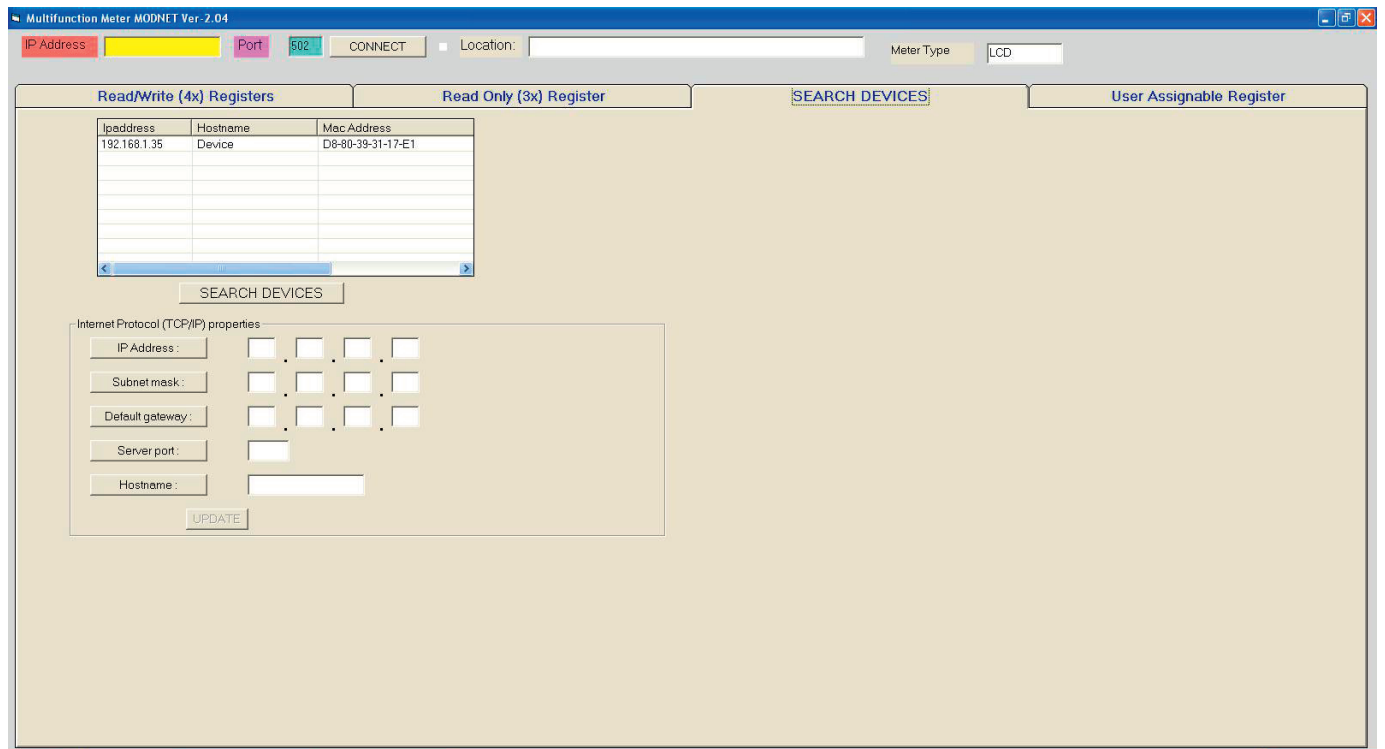 Multifunction Meter MODNET Ver-2.04
IP Address Port 502 CONNECT Location: Meter Type LCD
Read/Write (4x) Registers Read Only (3x) Register SEARCH DEVICES User Assignable Register
Ipaddress Hostname Mac Address
192.168.1.35 Device D8-80-39-31-17-E1
SEARCH DEVICES
Internet Protocol (TCP/IP) properties
IP Address :
Subnet mask :
Default gateway :
Server port :
Hostname :
UPDATE